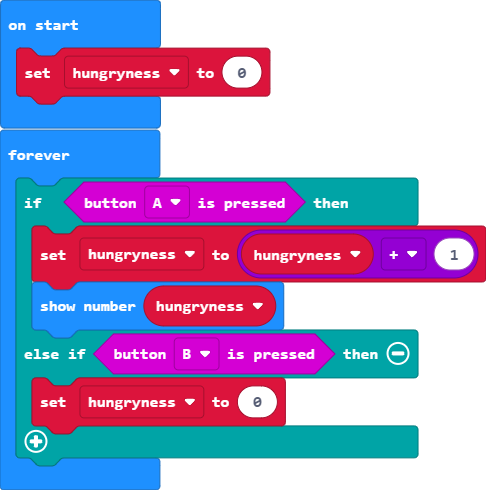 on start
set hungryness to 0
forever
if button A is pressed then
set hungryness to hungryness + 1
show number hungryness
else if button B is pressed then
set hungryness to 0